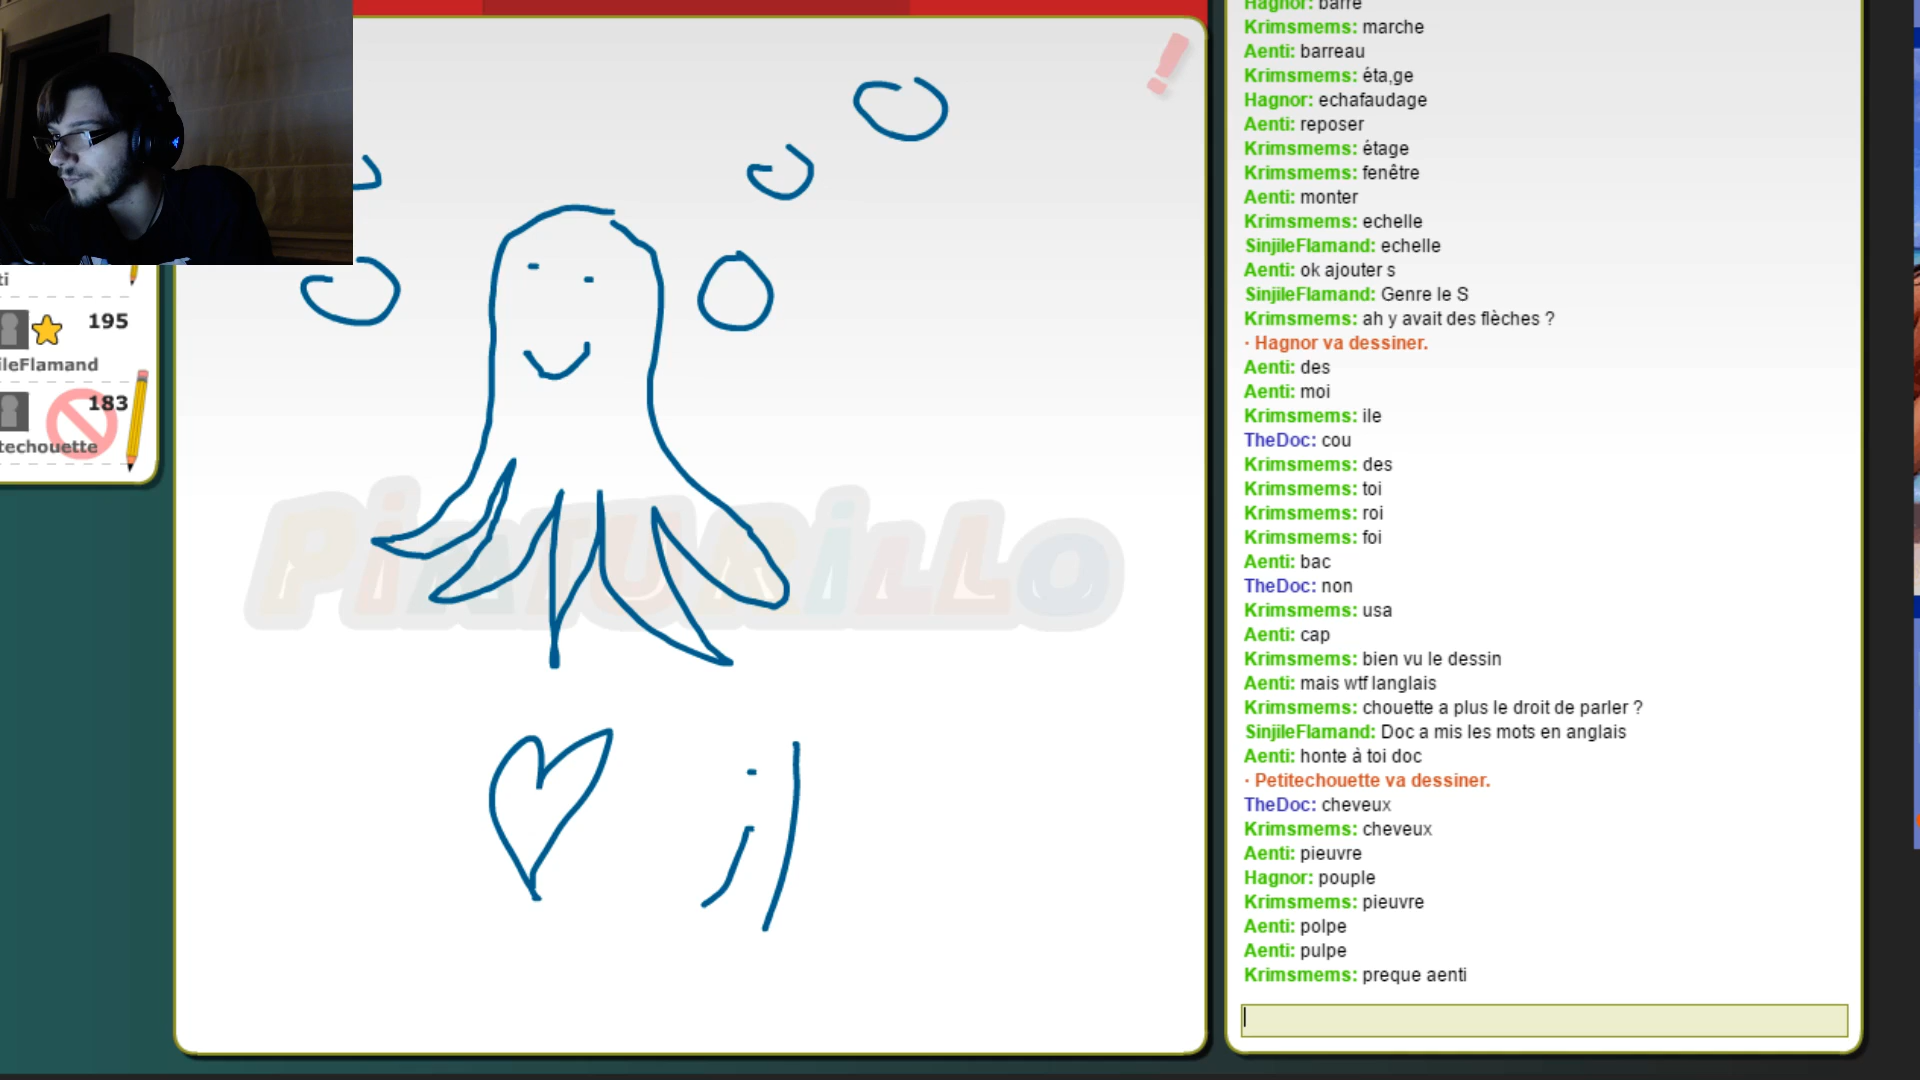 Hagnor: barre
Krimsmems: marche
Aenti: barreau
Krimsmems: éta,ge
Hagnor: echafaudage
Aenti: reposer
Krimsmems: étage
Krimsmems: fenêtre
Aenti: monter
Krimsmems: echelle
SinjileFlamand: echelle
Aenti: ok ajouter s
SinjileFlamand: Genre le S
Krimsmems: ah y avait des flèches ?
· Hagnor va dessiner.
Aenti: des
Aenti: moi
Krimsmems: ile
TheDoc: cou
Krimsmems: des
Krimsmems: toi
Krimsmems: roi
Krimsmems: foi
Aenti: bac
TheDoc: non
Krimsmems: usa
Aenti: cap
Krimsmems: bien vu le dessin
Aenti: mais wtf langlais
Krimsmems: chouette a plus le droit de parler ?
SinjileFlamand: Doc a mis les mots en anglais
Aenti: honte à toi doc
· Petitechouette va dessiner.
TheDoc: cheveux
Krimsmems: cheveux
Aenti: pieuvre
Hagnor: pouple
Krimsmems: pieuvre
Aenti: polpe
Aenti: pulpe
Krimsmems: preque aenti
ti
195
ileFlamand
183
techouette
!
PiNTURiLLO
;)